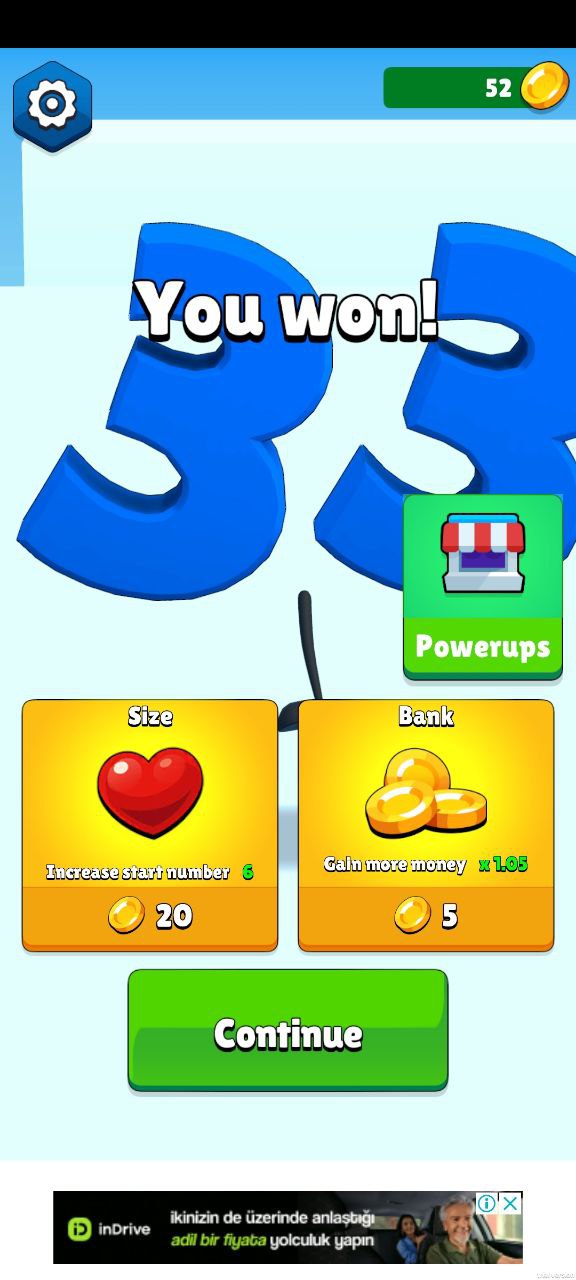 52
33
You won!
Powerups
Size
Increase start number 6
20
Bank
Gain more money x 1.05
5
Continue
inDrive
ikinizin de üzerinde anlaştığı
adil bir fiyata yolculuk yapın